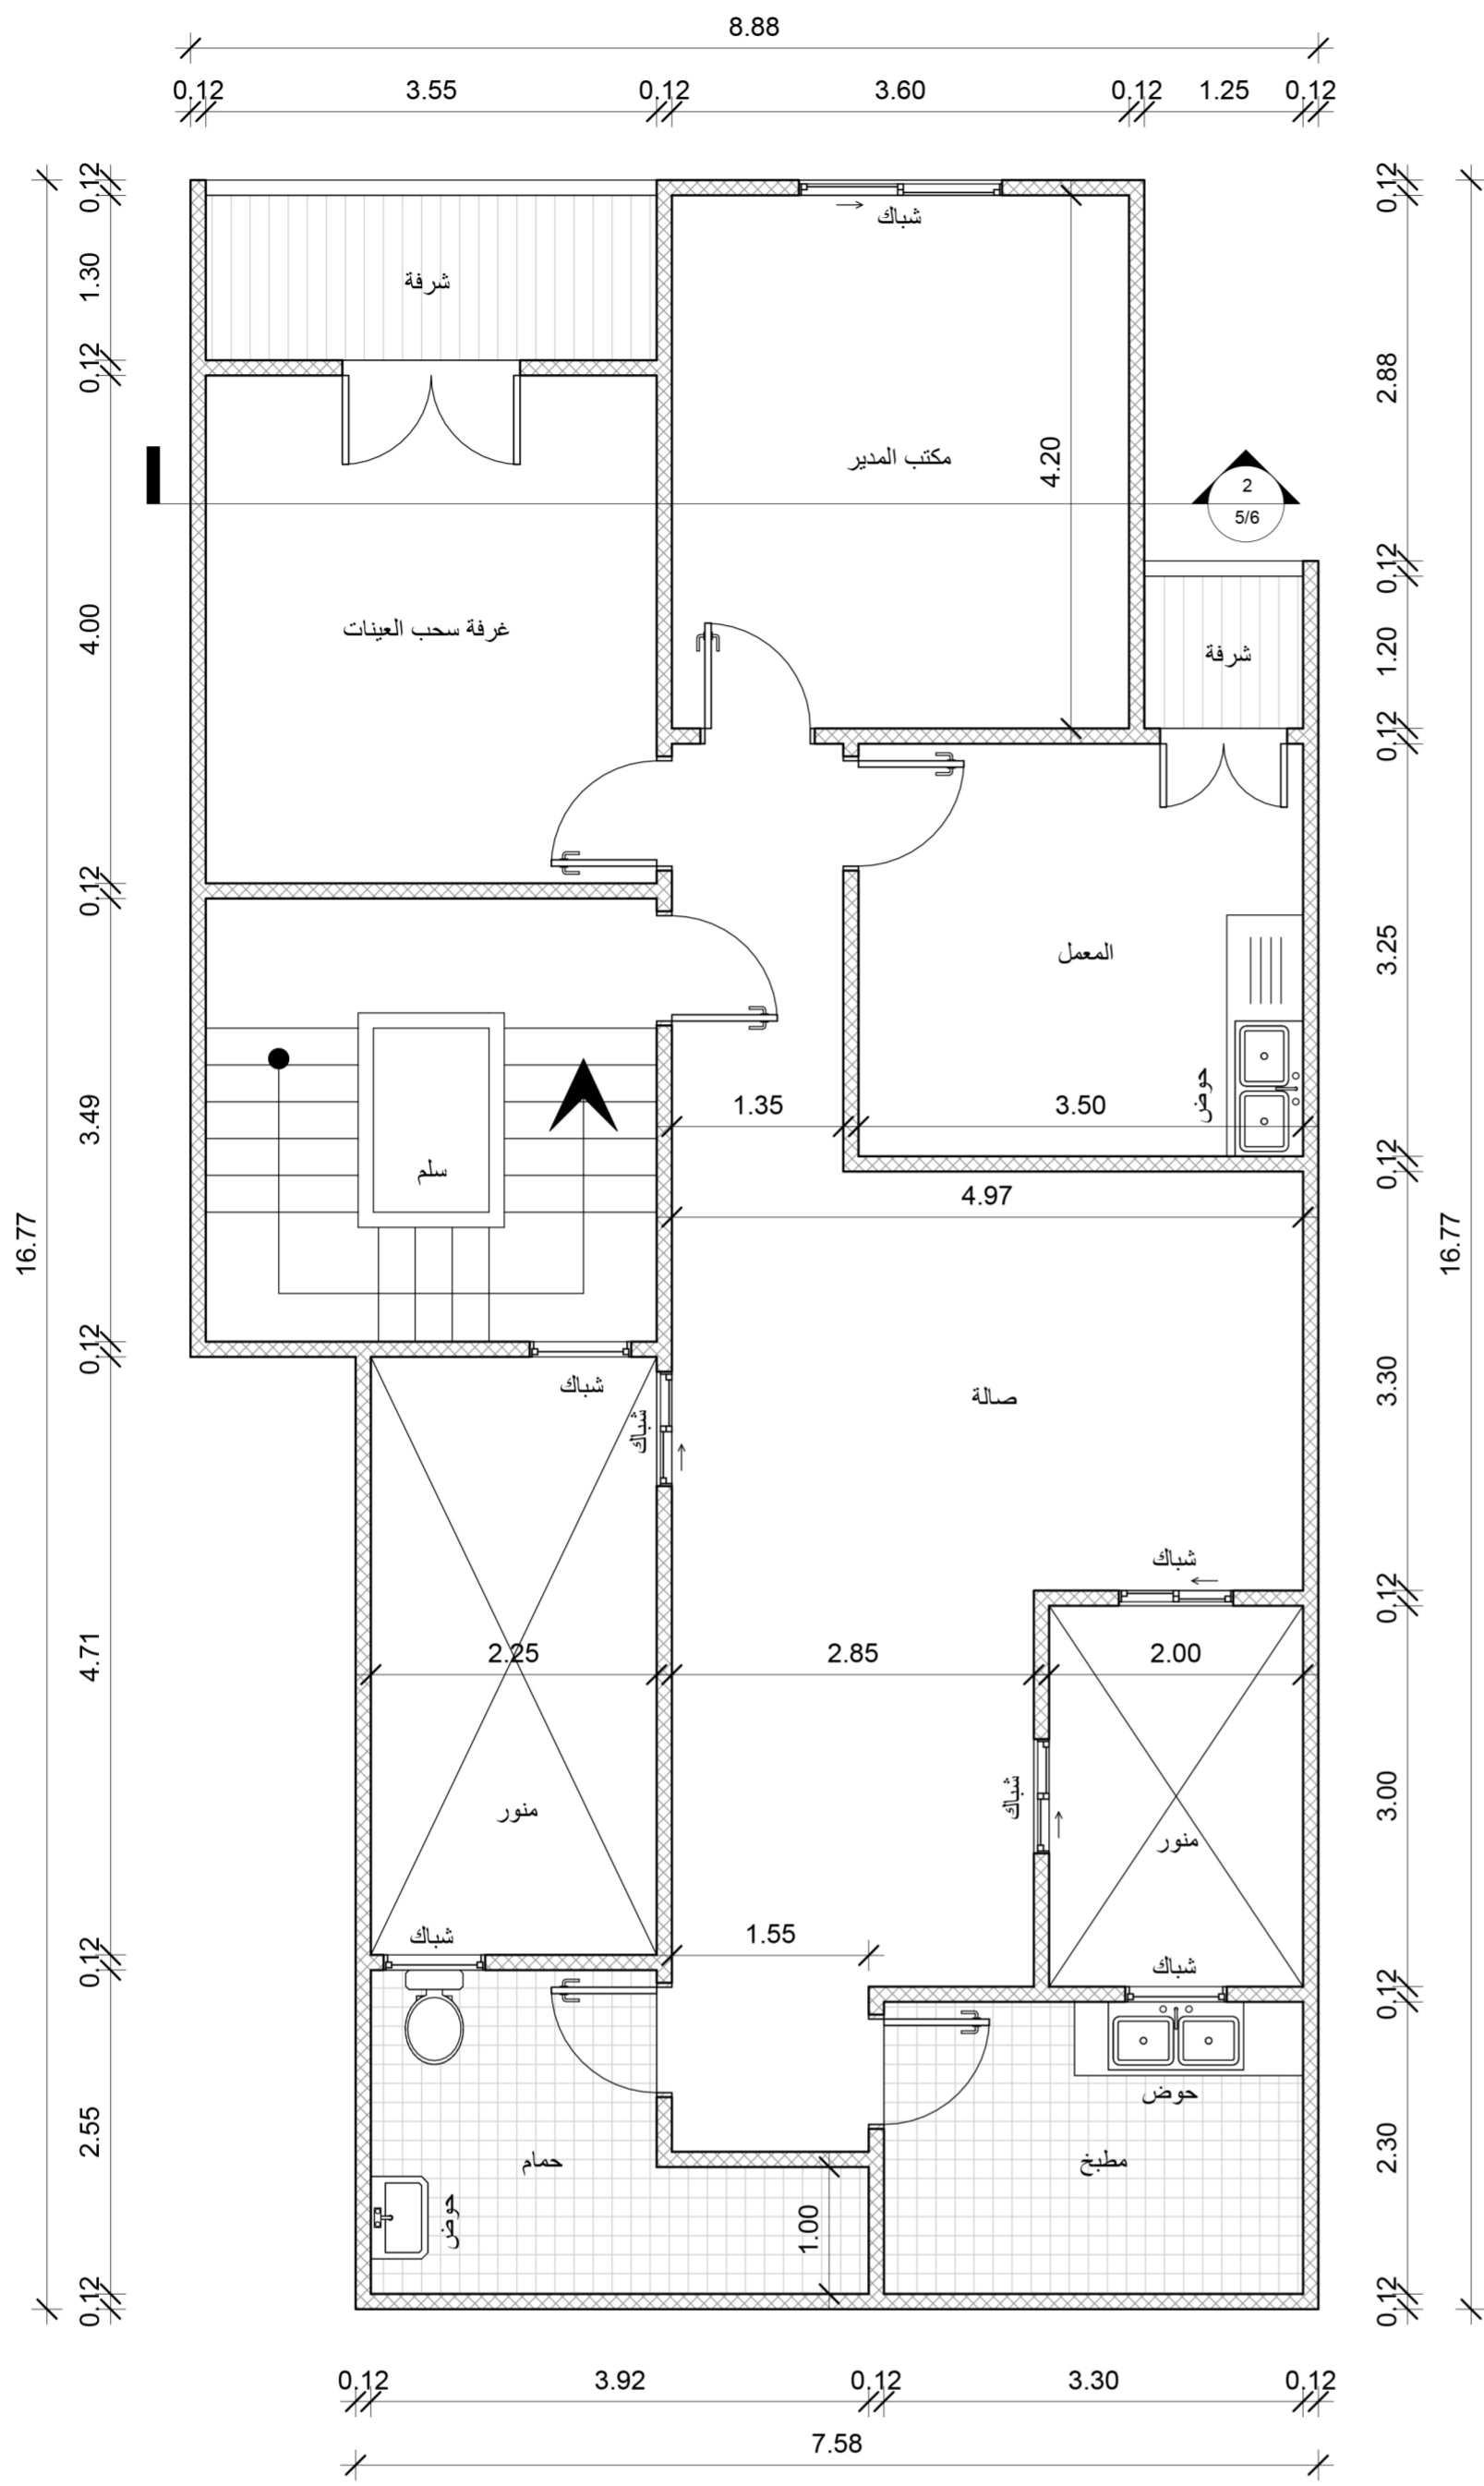 8.88
0.12 3.55 0.12 3.60 0.12 1.25 0.12
0.12
1.30
0.12
4.00
0.12
3.49
0.12
4.71
0.12
2.55
0.12
16.77
شباك
شرفة
مكتب المدير
4.20
2
5/6
غرفة سحب العينات
شرفة
المعمل
حوض
1.35
3.50
سلم
4.97
شباك
شباك
صالة
شباك
2.25
2.85
2.00
شباك
منور
منور
شباك
1.55
شباك
حوض
حمام
مطبخ
حوض
1.00
0.12
2.88
0.12
1.20
0.12
3.25
0.12
3.30
0.12
3.00
0.12
2.30
0.12
16.77
0.12 3.92 0.12 3.30 0.12
7.58